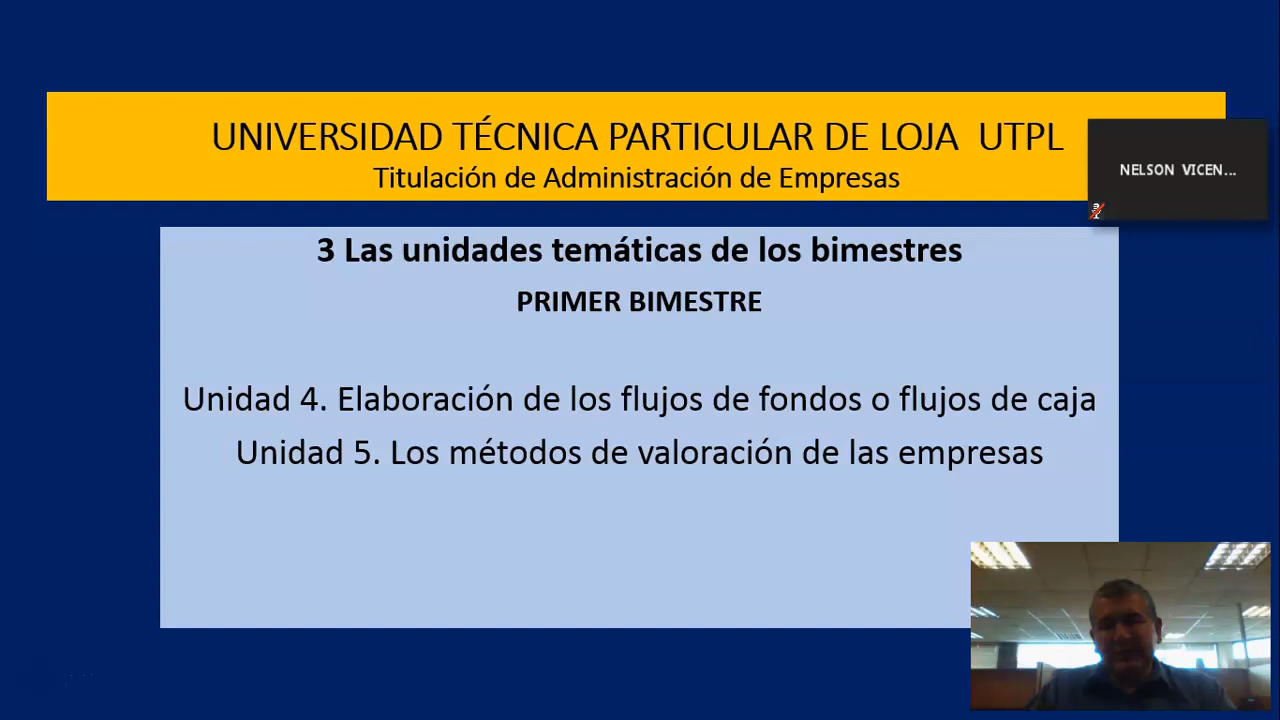 UNIVERSIDAD TÉCNICA PARTICULAR DE LOJA UTPL
Titulación de Administración de Empresas
NELSON VICEN...
3 Las unidades temáticas de los bimestres
PRIMER BIMESTRE
Unidad 4. Elaboración de los flujos de fondos o flujos de caja
Unidad 5. Los métodos de valoración de las empresas